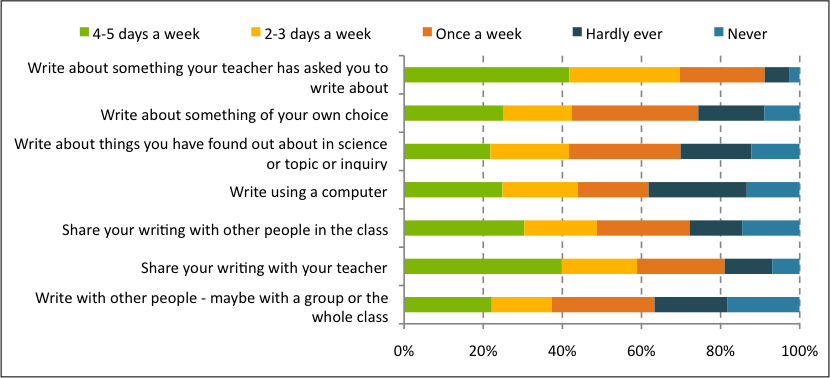 4-5 days a week 2-3 days a week Once a week Hardly ever Never
Write about something your teacher has asked you to
write about
Write about something of your own choice
Write about things you have found out about in science
or topic or inquiry
Write using a computer
Share your writing with other people in the class
Share your writing with your teacher
Write with other people - maybe with a group or the
whole class
0% 20% 40% 60% 80% 100%